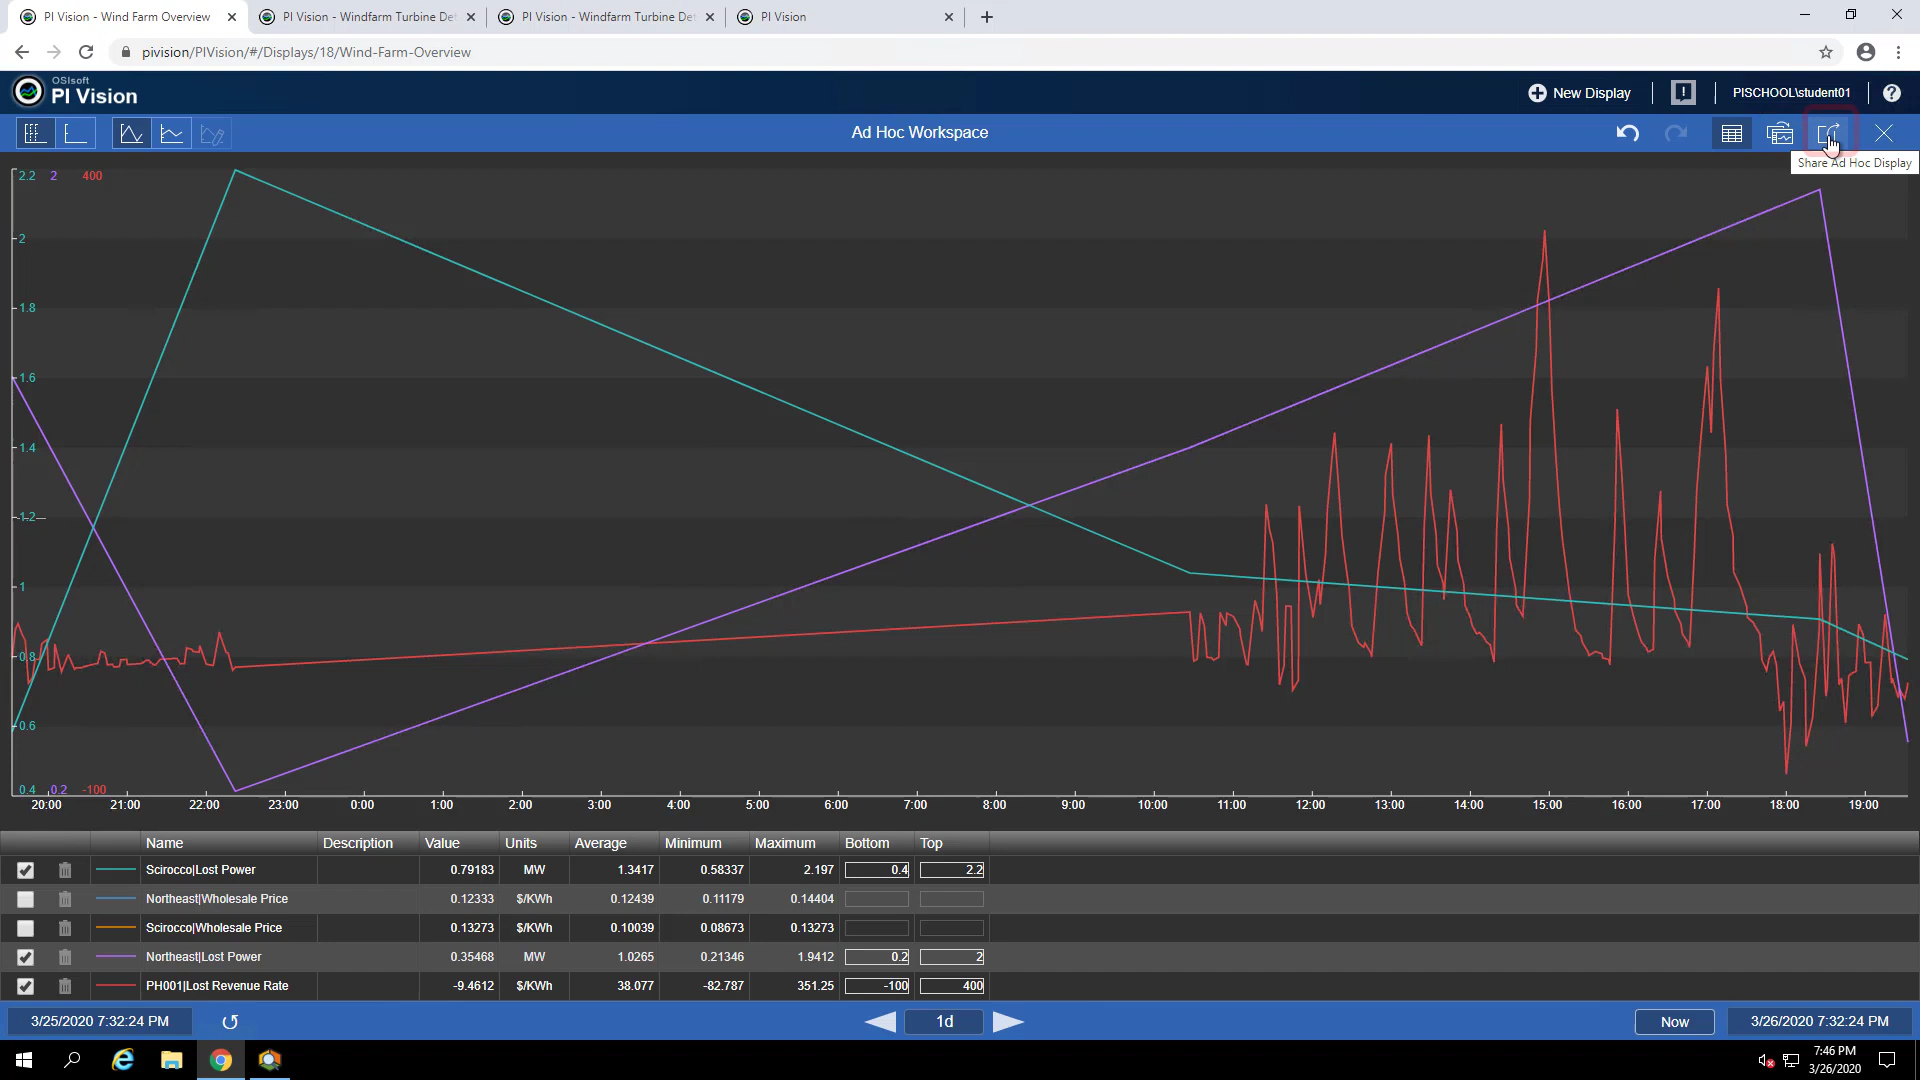 PI Vision - Wind Farm Overview
PI Vision - Windfarm Turbine Det
PI Vision - Windfarm Turbine Det
PI Vision
pivision/PIVision/#/Displays/18/Wind-Farm-Overview
OSIsoft
PI Vision
New Display
PISCHOOL\student01
Ad Hoc Workspace
Share Ad Hoc Display
2.2 2 400
2
1.8
1.6
1.4
1.2
1
0.8
0.6
0.4 0.2 -100
20:00 21:00 22:00 23:00 0:00 1:00 2:00 3:00 4:00 5:00 6:00 7:00 8:00 9:00 10:00 11:00 12:00 13:00 14:00 15:00 16:00 17:00 18:00 19:00
Name Description Value Units Average Minimum Maximum Bottom Top
Scirocco|Lost Power 0.79183 MW 1.3417 0.58337 2.197 0.4 2.2
Northeast|Wholesale Price 0.12333 $/KWh 0.12439 0.11179 0.14404
Scirocco|Wholesale Price 0.13273 $/KWh 0.10039 0.08673 0.13273
Northeast|Lost Power 0.35468 MW 1.0265 0.21346 1.9412 0.2 2
PH001|Lost Revenue Rate -9.4612 $/KWh 38.077 -82.787 351.25 -100 400
3/25/2020 7:32:24 PM 1d Now 3/26/2020 7:32:24 PM
7:46 PM
3/26/2020